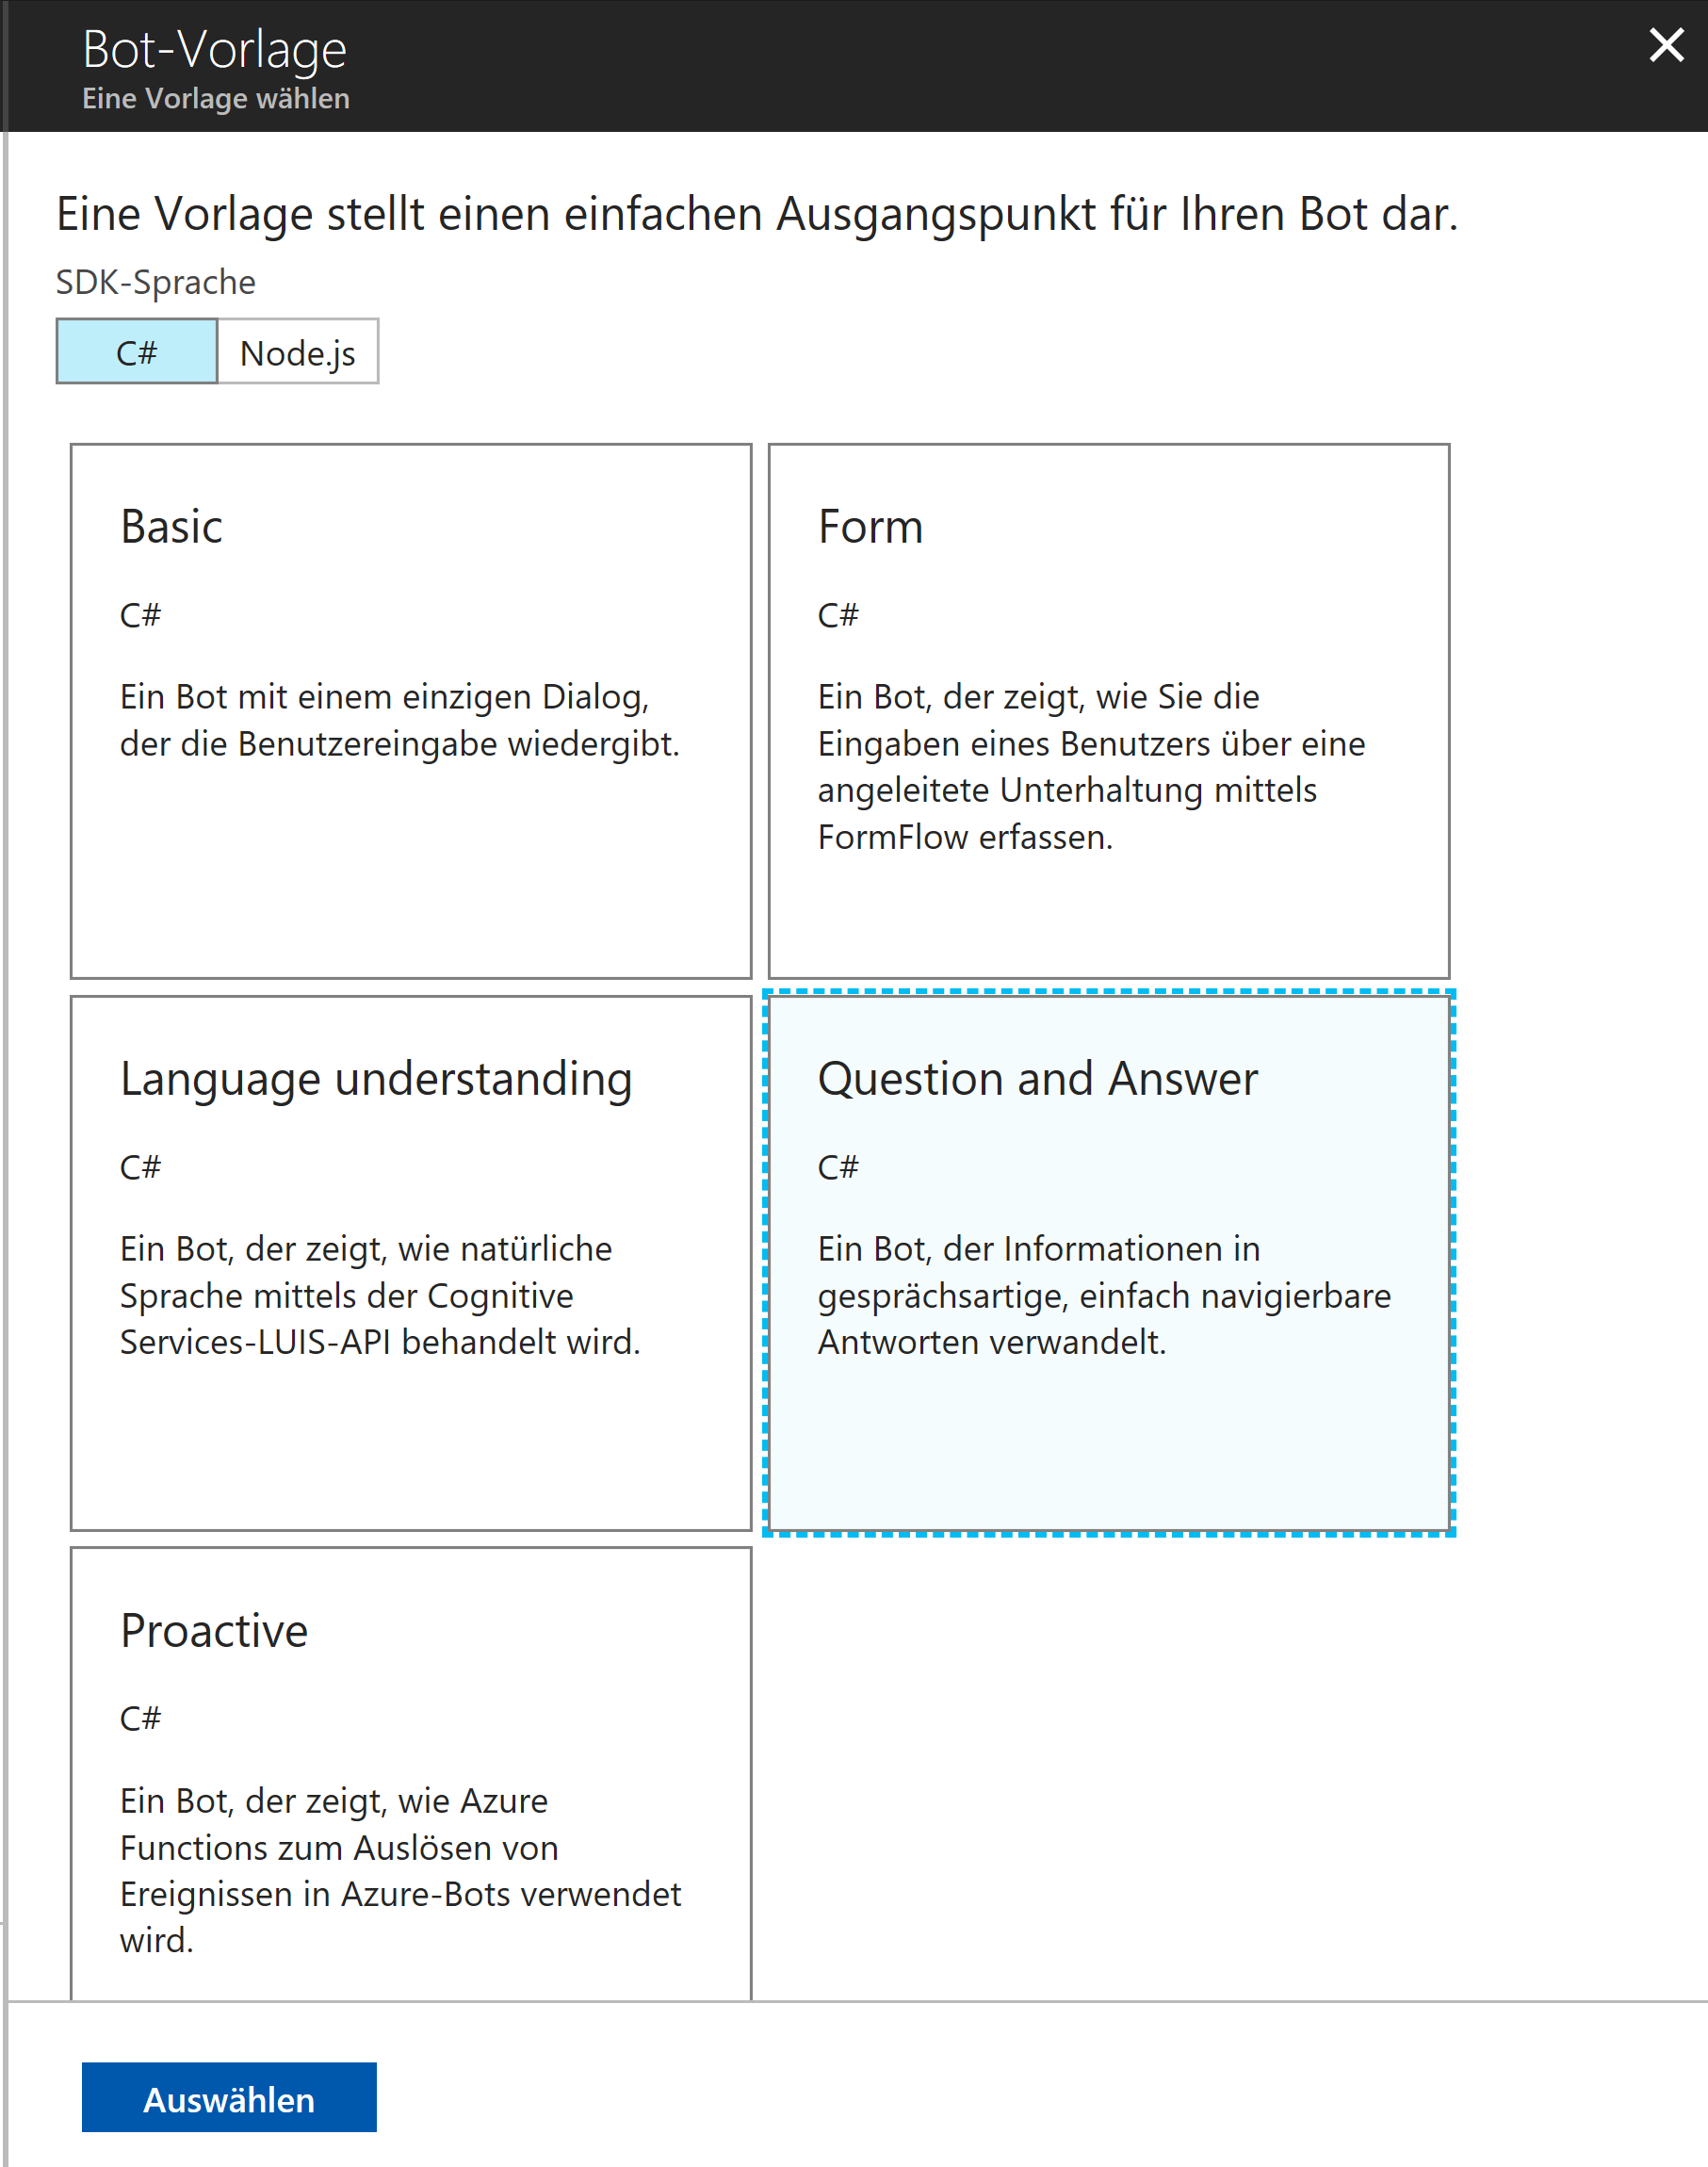 Bot-Vorlage
Eine Vorlage wählen
Eine Vorlage stellt einen einfachen Ausgangspunkt für Ihren Bot dar.
SDK-Sprache
C#
Node.js
Basic
C#
Ein Bot mit einem einzigen Dialog,
der die Benutzereingabe wiedergibt.
Form
C#
Ein Bot, der zeigt, wie Sie die
Eingaben eines Benutzers über eine
angeleitete Unterhaltung mittels
FormFlow erfassen.
Language understanding
C#
Ein Bot, der zeigt, wie natürliche
Sprache mittels der Cognitive
Services-LUIS-API behandelt wird.
Question and Answer
C#
Ein Bot, der Informationen in
gesprächsartige, einfach navigierbare
Antworten verwandelt.
Proactive
C#
Ein Bot, der zeigt, wie Azure
Functions zum Auslösen von
Ereignissen in Azure-Bots verwendet
wird.
Auswählen